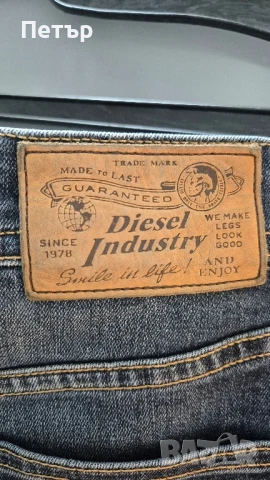 Петър
TRADE MARK
MADE TO LAST
GUARANTEED
Diesel
Industry
SINCE
1978
WE MAKE
LEGS
LOOK
GOOD
AND
ENJOY
Smile in life!
BAZAR